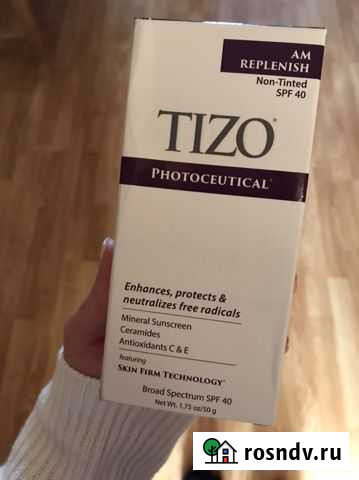 AM
REPLENISH
Non-Tinted
SPF 40
TIZO®
PHOTOCEUTICAL®
Enhances, protects &
neutralizes free radicals
Mineral Sunscreen
Ceramides
Antioxidants C & E
featuring
SKIN FIRM TECHNOLOGY®
Broad Spectrum SPF 40
Net Wt. 1.75 oz/50 g
rosndv.ru